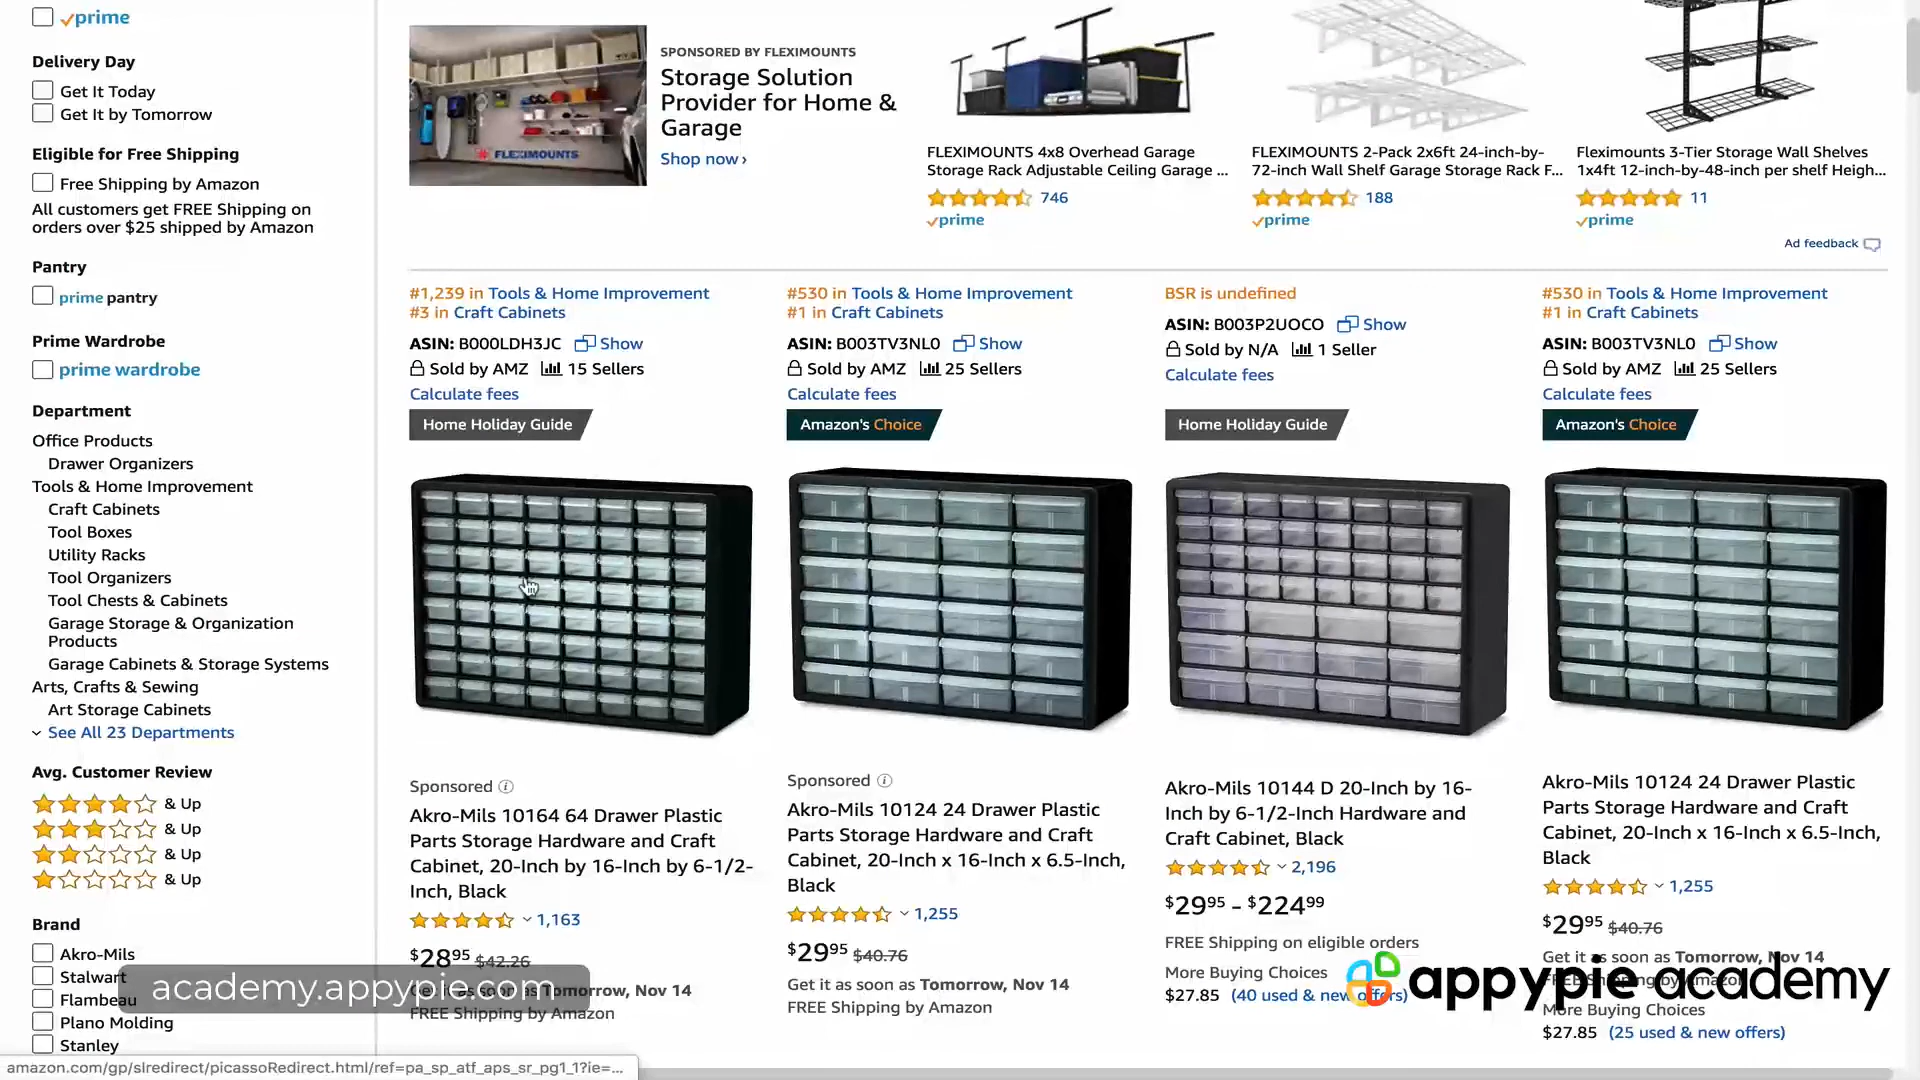 prime
Delivery Day
Get It Today
Get It by Tomorrow
Eligible for Free Shipping
Free Shipping by Amazon
All customers get FREE Shipping on
orders over $25 shipped by Amazon
Pantry
prime pantry
Prime Wardrobe
prime wardrobe
Department
Office Products
Drawer Organizers
Tools & Home Improvement
Craft Cabinets
Tool Boxes
Utility Racks
Tool Organizers
Tool Chests & Cabinets
Garage Storage & Organization
Products
Garage Cabinets & Storage Systems
Arts, Crafts & Sewing
Art Storage Cabinets
See All 23 Departments
Avg. Customer Review
& Up
& Up
& Up
& Up
Brand
Akro-Mils
Stalwart
Flambeau
Plano Molding
Stanley
FLEXIMOUNTS
SPONSORED BY FLEXIMOUNTS
Storage Solution
Provider for Home &
Garage
Shop now ›
FLEXIMOUNTS 4x8 Overhead Garage
Storage Rack Adjustable Ceiling Garage ...
746
prime
FLEXIMOUNTS 2-Pack 2x6ft 24-inch-by-
72-inch Wall Shelf Garage Storage Rack F...
188
prime
Fleximounts 3-Tier Storage Wall Shelves
1x4ft 12-inch-by-48-inch per shelf Heigh...
11
prime
Ad feedback
#1,239 in Tools & Home Improvement
#3 in Craft Cabinets
ASIN: B000LDH3JC Show
Sold by AMZ 15 Sellers
Calculate fees
Home Holiday Guide
Sponsored
Akro-Mils 10164 64 Drawer Plastic
Parts Storage Hardware and Craft
Cabinet, 20-Inch by 16-Inch by 6-1/2-
Inch, Black
1,163
$28.95 $42.26
Get it as soon as Tomorrow, Nov 14
FREE Shipping by Amazon
#530 in Tools & Home Improvement
#1 in Craft Cabinets
ASIN: B003TV3NL0 Show
Sold by AMZ 25 Sellers
Calculate fees
Amazon's Choice
Sponsored
Akro-Mils 10124 24 Drawer Plastic
Parts Storage Hardware and Craft
Cabinet, 20-Inch x 16-Inch x 6.5-Inch,
Black
1,255
$29.95 $40.76
Get it as soon as Tomorrow, Nov 14
FREE Shipping by Amazon
BSR is undefined
ASIN: B003P2UOCO Show
Sold by N/A 1 Seller
Calculate fees
Home Holiday Guide
Akro-Mils 10144 D 20-Inch by 16-
Inch by 6-1/2-Inch Hardware and
Craft Cabinet, Black
2,196
$29.95 - $224.99
FREE Shipping on eligible orders
More Buying Choices
$27.85 (40 used & new offers)
#530 in Tools & Home Improvement
#1 in Craft Cabinets
ASIN: B003TV3NL0 Show
Sold by AMZ 25 Sellers
Calculate fees
Amazon's Choice
Akro-Mils 10124 24 Drawer Plastic
Parts Storage Hardware and Craft
Cabinet, 20-Inch x 16-Inch x 6.5-Inch,
Black
1,255
$29.95 $40.76
Get it as soon as Tomorrow, Nov 14
FREE Shipping by Amazon
More Buying Choices
$27.85 (25 used & new offers)
academy.appypie.com
appypie academy
amazon.com/gp/slredirect/picassoRedirect.html/ref=pa_sp_atf_aps_sr_pg1_1?ie=...